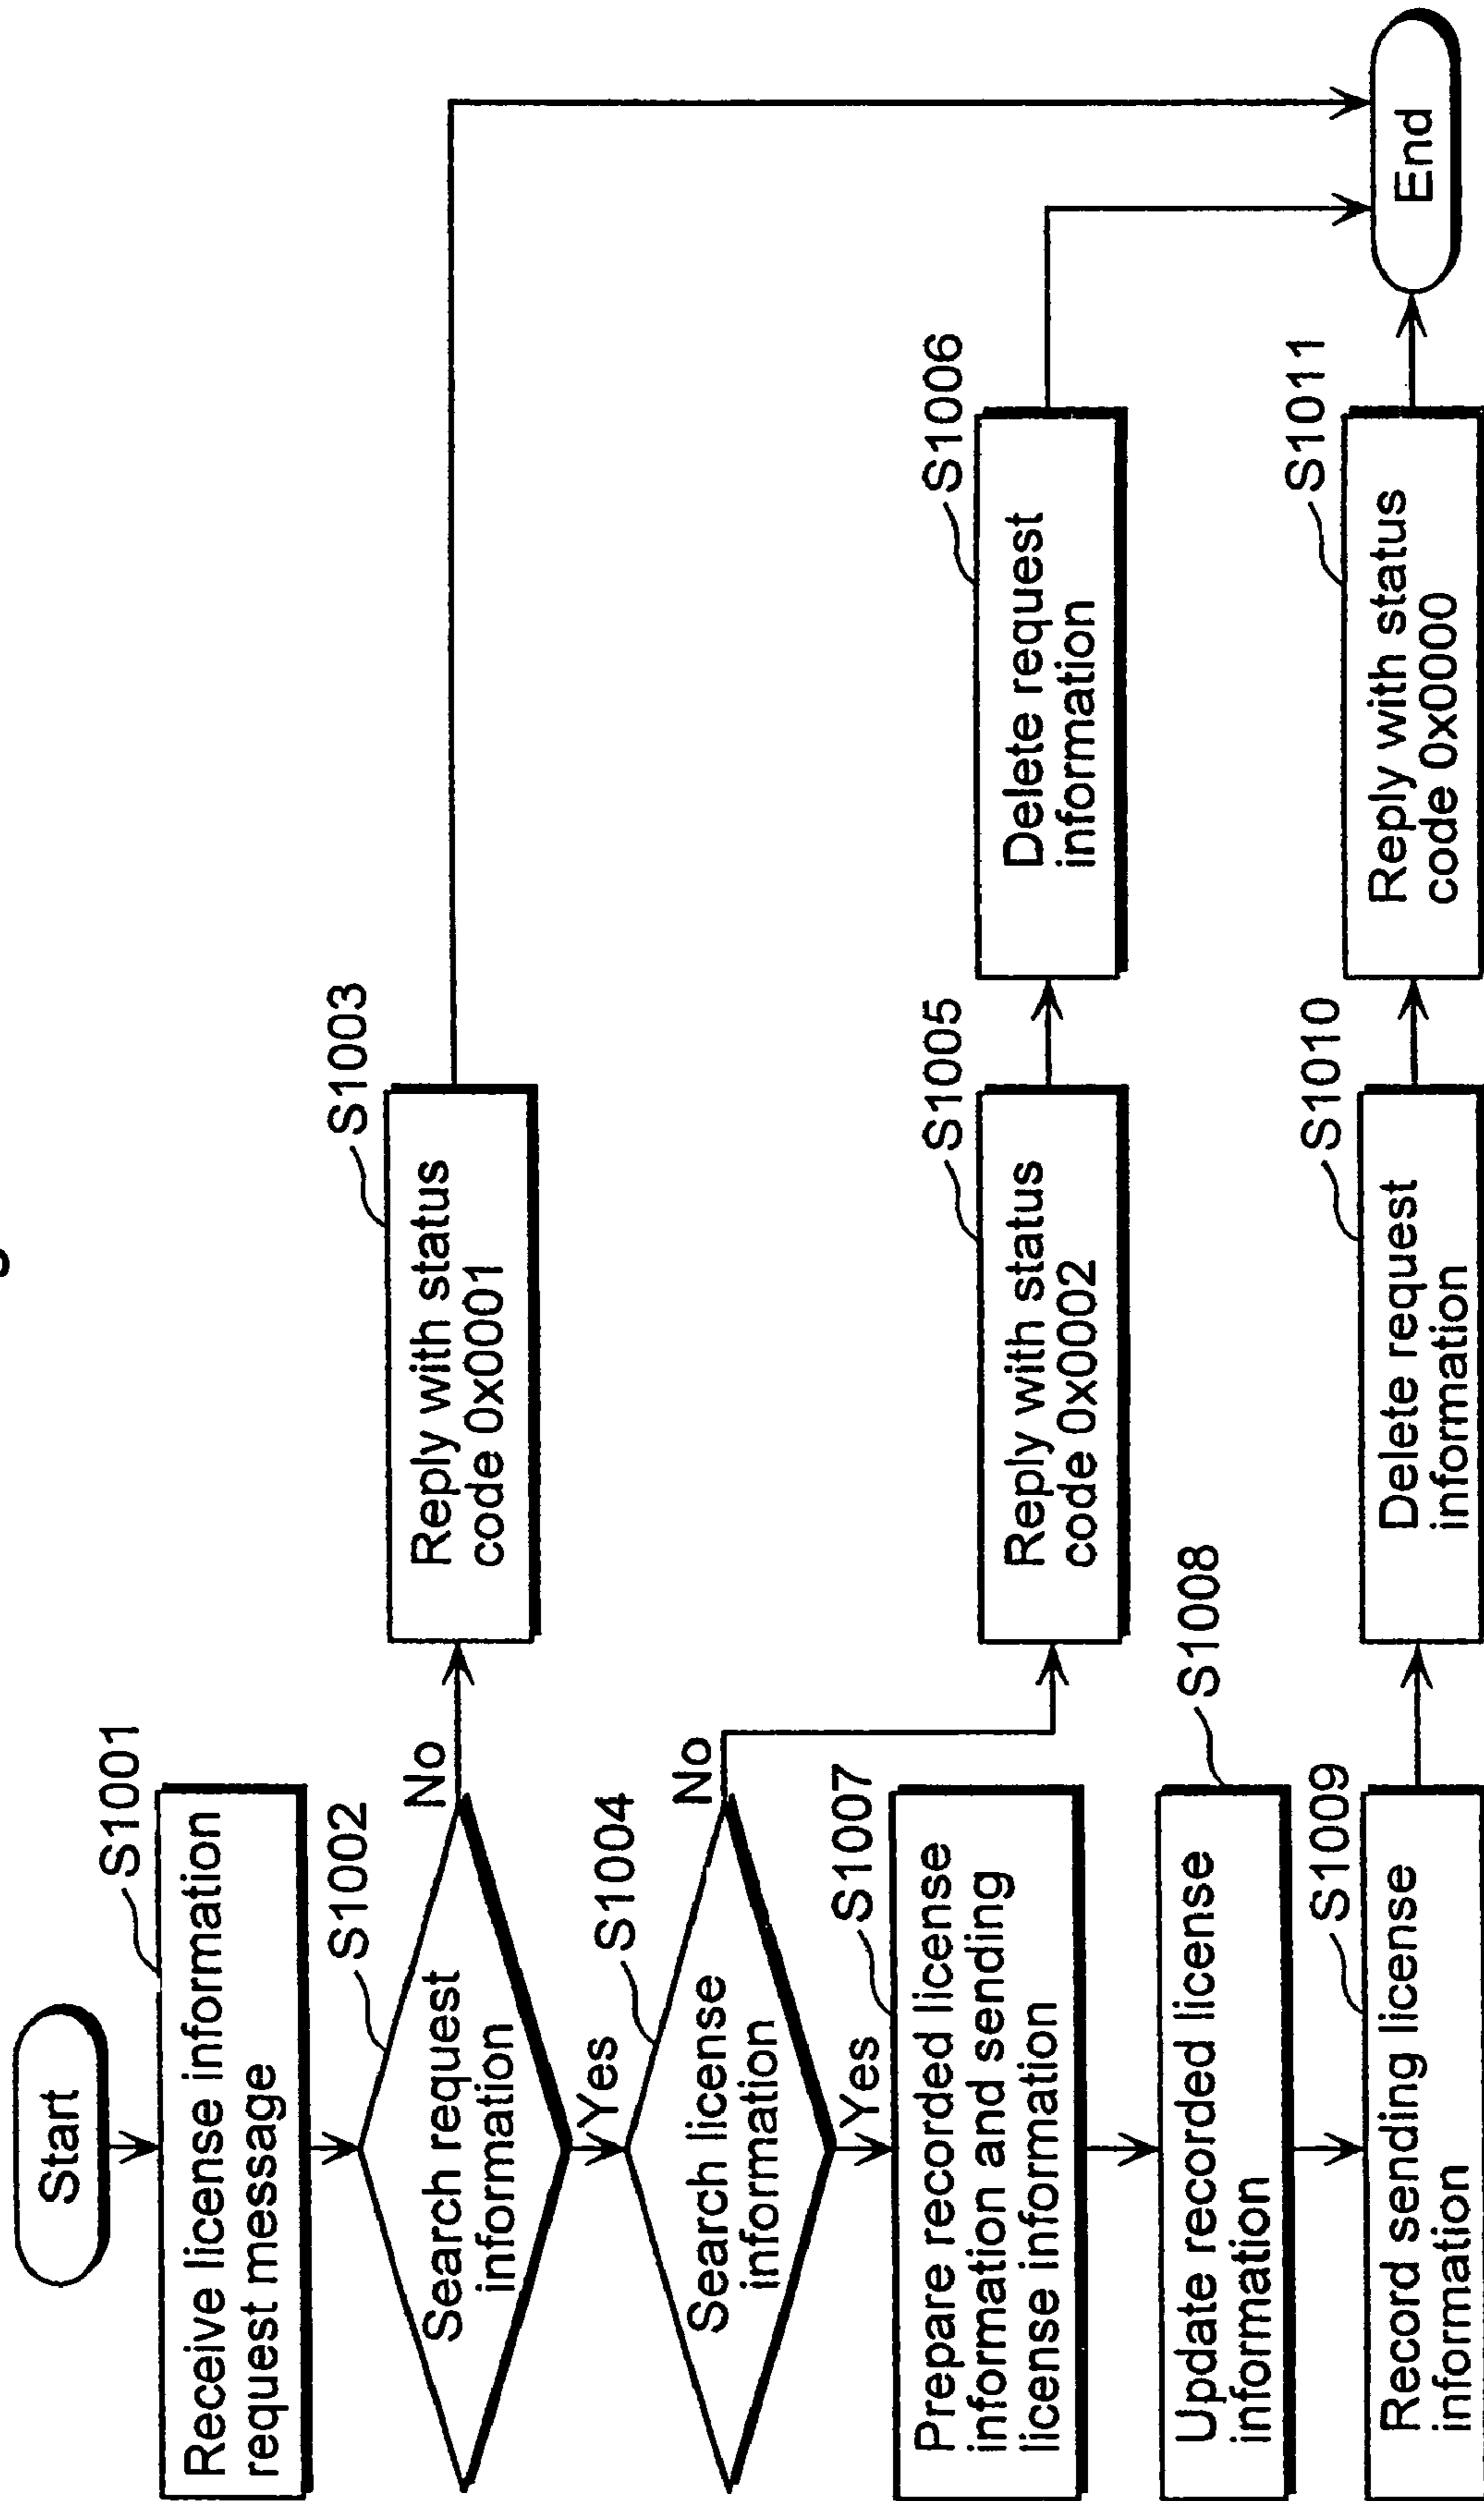 Start
S1001
Receive license information
request message
S1002
Search request
information
No
S1003
Reply with status
code 0x0001
Yes
S1004
Search license
information
No
S1005
Reply with status
code 0x0002
S1006
Delete request
information
Yes
S1007
Prepare recorded license
information and sending
license information
S1008
Update recorded license
information
S1009
Record sending license
information
S1010
Delete request
information
S1011
Reply with status
code 0x0000
End